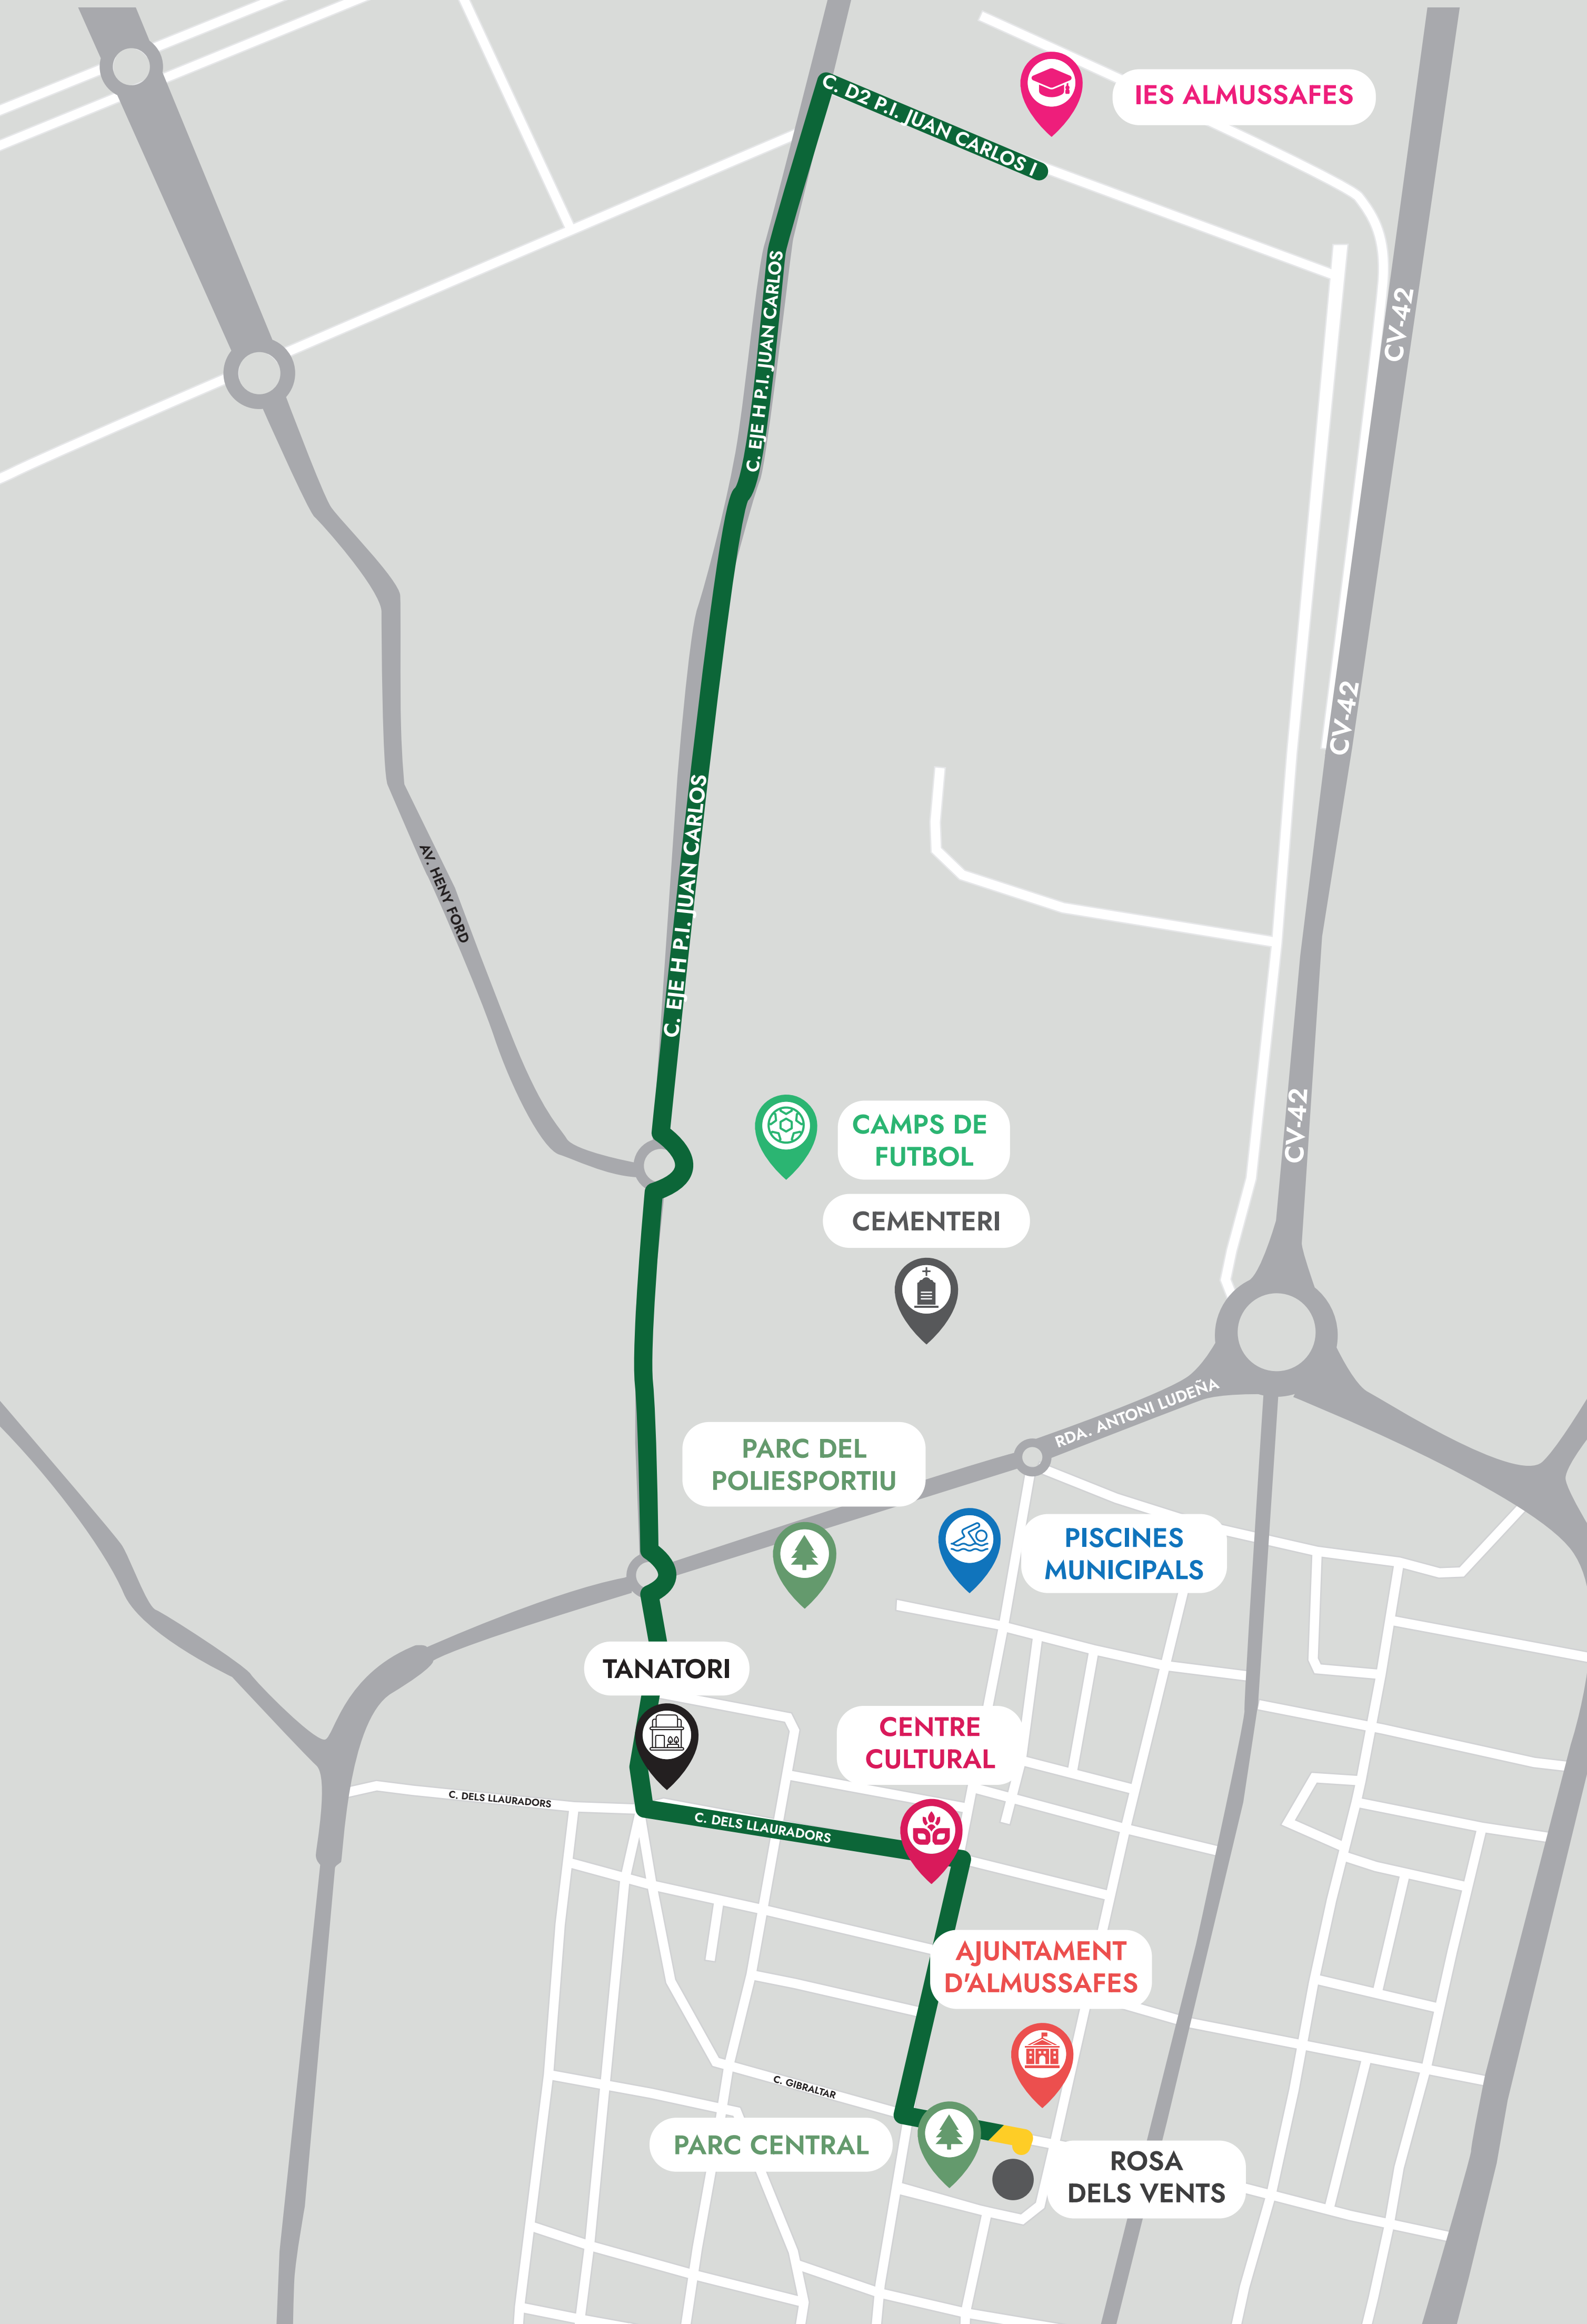 C. D2 P.I. JUAN CARLOS I
IES ALMUSSAFES
C. EJE H P.I. JUAN CARLOS
CV-42
CV-42
C. EJE H P.I. JUAN CARLOS
AV. HENY FORD
CV-42
CAMPS DE
FUTBOL
CEMENTERI
RDA. ANTONI LUDEÑA
PARC DEL
POLIESPORTIU
PISCINES
MUNICIPALS
TANATORI
CENTRE
CULTURAL
C. DELS LLAURADORS
C. DELS LLAURADORS
AJUNTAMENT
D'ALMUSSAFES
C. GIBRALTAR
PARC CENTRAL
ROSA
DELS VENTS